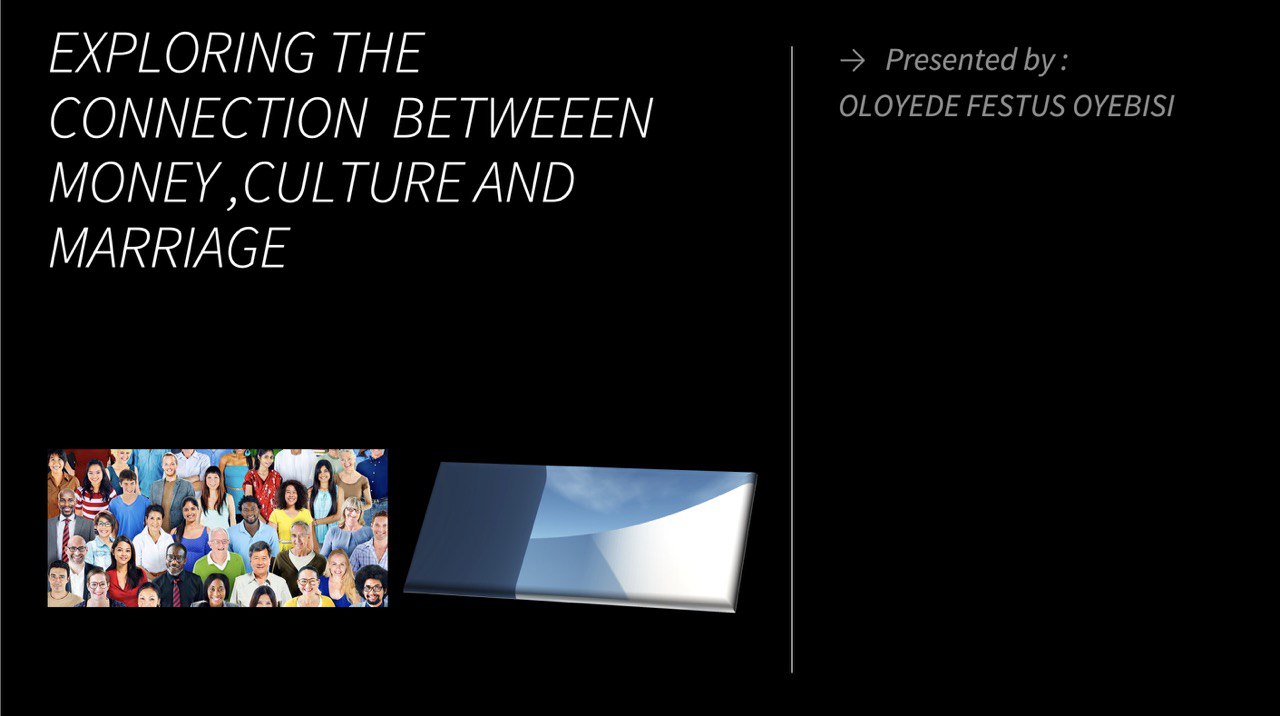 EXPLORING THE
CONNECTION  BETWEEEN
MONEY ,CULTURE AND
MARRIAGE
→ Presented by :
OLOYEDE FESTUS OYEBISI